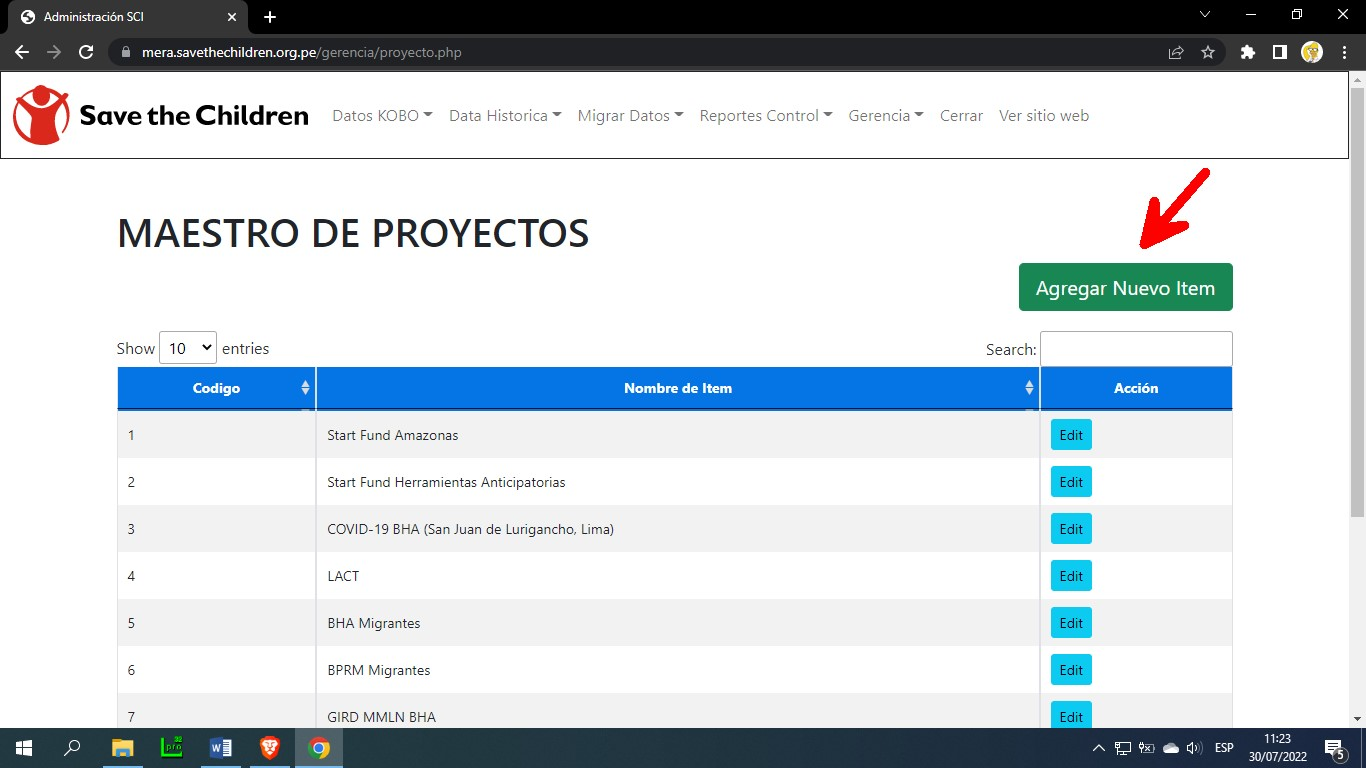 Administración SCI
mera.savethechildren.org.pe/gerencia/proyecto.php
Save the Children Datos KOBO Data Historica Migrar Datos Reportes Control Gerencia Cerrar Ver sitio web
MAESTRO DE PROYECTOS
Agregar Nuevo Item
Show 10 entries Search:
Codigo Nombre de Item Acción
1 Start Fund Amazonas Edit
2 Start Fund Herramientas Anticipatorias Edit
3 COVID-19 BHA (San Juan de Lurigancho, Lima) Edit
4 LACT Edit
5 BHA Migrantes Edit
6 BPRM Migrantes Edit
7 GIRD MMLN BHA Edit
ESP 11:23
30/07/2022 5